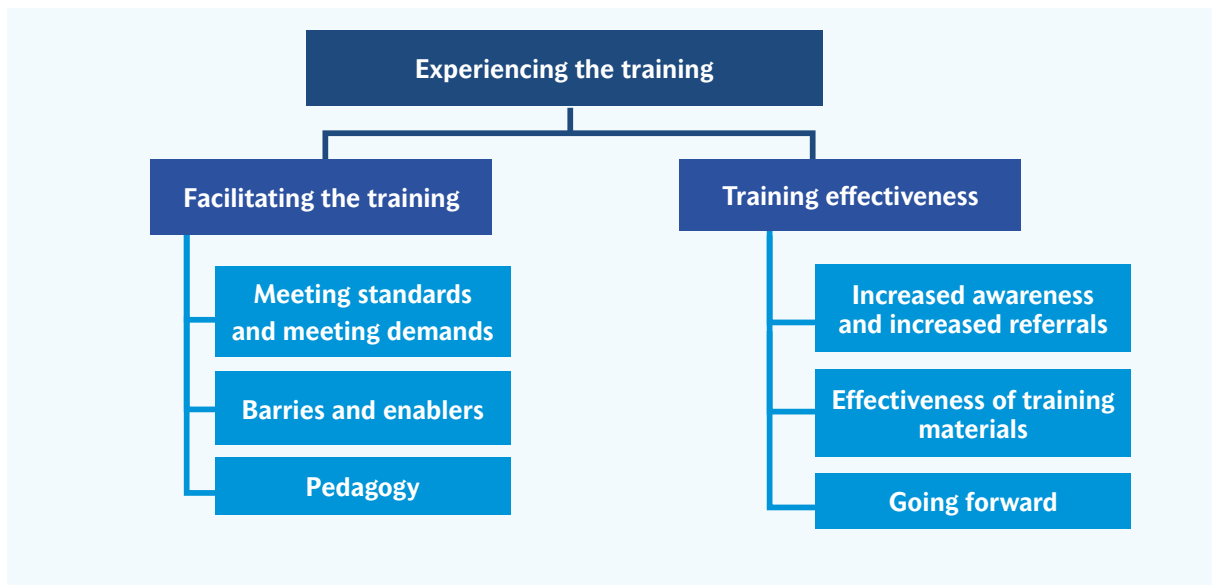 Experiencing the training
Facilitating the training
Meeting standards
and meeting demands
Barries and enablers
Pedagogy
Training effectiveness
Increased awareness
and increased referrals
Effectiveness of training
materials
Going forward